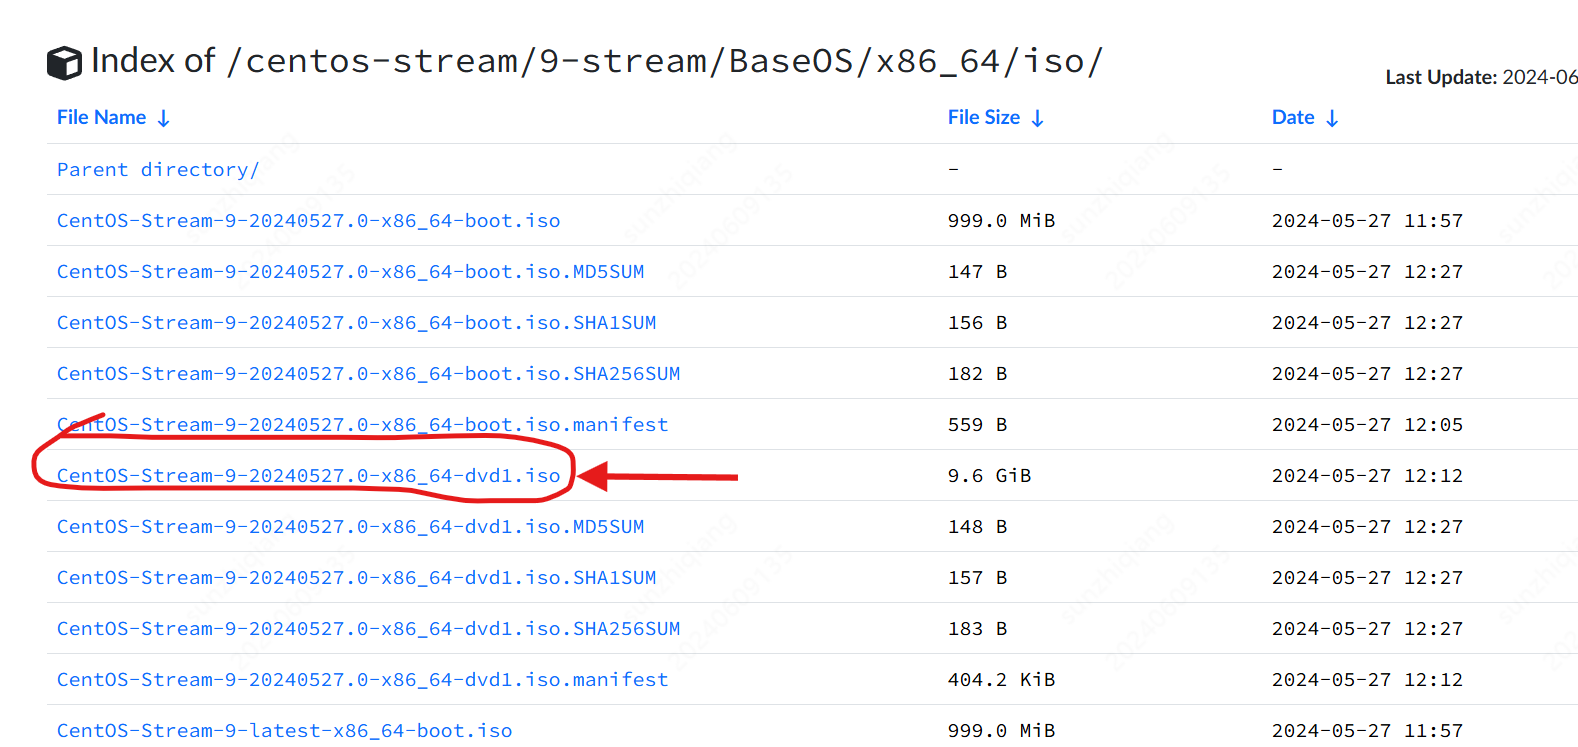 Index of /centos-stream/9-stream/BaseOS/x86_64/iso/
Last Update: 2024-06
File Name ↓ File Size ↓ Date ↓
Parent directory/ - -
CentOS-Stream-9-20240527.0-x86_64-boot.iso 999.0 MiB 2024-05-27 11:57
CentOS-Stream-9-20240527.0-x86_64-boot.iso.MD5SUM 147 B 2024-05-27 12:27
CentOS-Stream-9-20240527.0-x86_64-boot.iso.SHA1SUM 156 B 2024-05-27 12:27
CentOS-Stream-9-20240527.0-x86_64-boot.iso.SHA256SUM 182 B 2024-05-27 12:27
CentOS-Stream-9-20240527.0-x86_64-boot.iso.manifest 559 B 2024-05-27 12:05
CentOS-Stream-9-20240527.0-x86_64-dvd1.iso 9.6 GiB 2024-05-27 12:12
CentOS-Stream-9-20240527.0-x86_64-dvd1.iso.MD5SUM 148 B 2024-05-27 12:27
CentOS-Stream-9-20240527.0-x86_64-dvd1.iso.SHA1SUM 157 B 2024-05-27 12:27
CentOS-Stream-9-20240527.0-x86_64-dvd1.iso.SHA256SUM 183 B 2024-05-27 12:27
CentOS-Stream-9-20240527.0-x86_64-dvd1.iso.manifest 404.2 KiB 2024-05-27 12:12
CentOS-Stream-9-latest-x86_64-boot.iso 999.0 MiB 2024-05-27 11:57
sunzhiqiang
20240609135